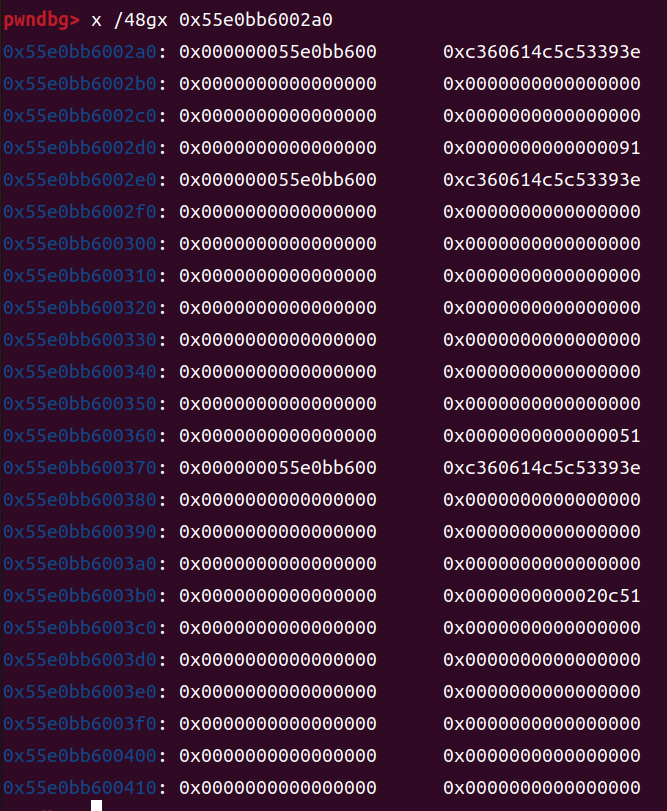 pwndbg> x /48gx 0x55e0bb6002a0
0x55e0bb6002a0: 0x000000055e0bb600 0xc360614c5c53393e
0x55e0bb6002b0: 0x0000000000000000 0x0000000000000000
0x55e0bb6002c0: 0x0000000000000000 0x0000000000000000
0x55e0bb6002d0: 0x0000000000000000 0x0000000000000091
0x55e0bb6002e0: 0x000000055e0bb600 0xc360614c5c53393e
0x55e0bb6002f0: 0x0000000000000000 0x0000000000000000
0x55e0bb600300: 0x0000000000000000 0x0000000000000000
0x55e0bb600310: 0x0000000000000000 0x0000000000000000
0x55e0bb600320: 0x0000000000000000 0x0000000000000000
0x55e0bb600330: 0x0000000000000000 0x0000000000000000
0x55e0bb600340: 0x0000000000000000 0x0000000000000000
0x55e0bb600350: 0x0000000000000000 0x0000000000000000
0x55e0bb600360: 0x0000000000000000 0x0000000000000051
0x55e0bb600370: 0x000000055e0bb600 0xc360614c5c53393e
0x55e0bb600380: 0x0000000000000000 0x0000000000000000
0x55e0bb600390: 0x0000000000000000 0x0000000000000000
0x55e0bb6003a0: 0x0000000000000000 0x0000000000000000
0x55e0bb6003b0: 0x0000000000000000 0x0000000000020c51
0x55e0bb6003c0: 0x0000000000000000 0x0000000000000000
0x55e0bb6003d0: 0x0000000000000000 0x0000000000000000
0x55e0bb6003e0: 0x0000000000000000 0x0000000000000000
0x55e0bb6003f0: 0x0000000000000000 0x0000000000000000
0x55e0bb600400: 0x0000000000000000 0x0000000000000000
0x55e0bb600410: 0x0000000000000000 0x0000000000000000